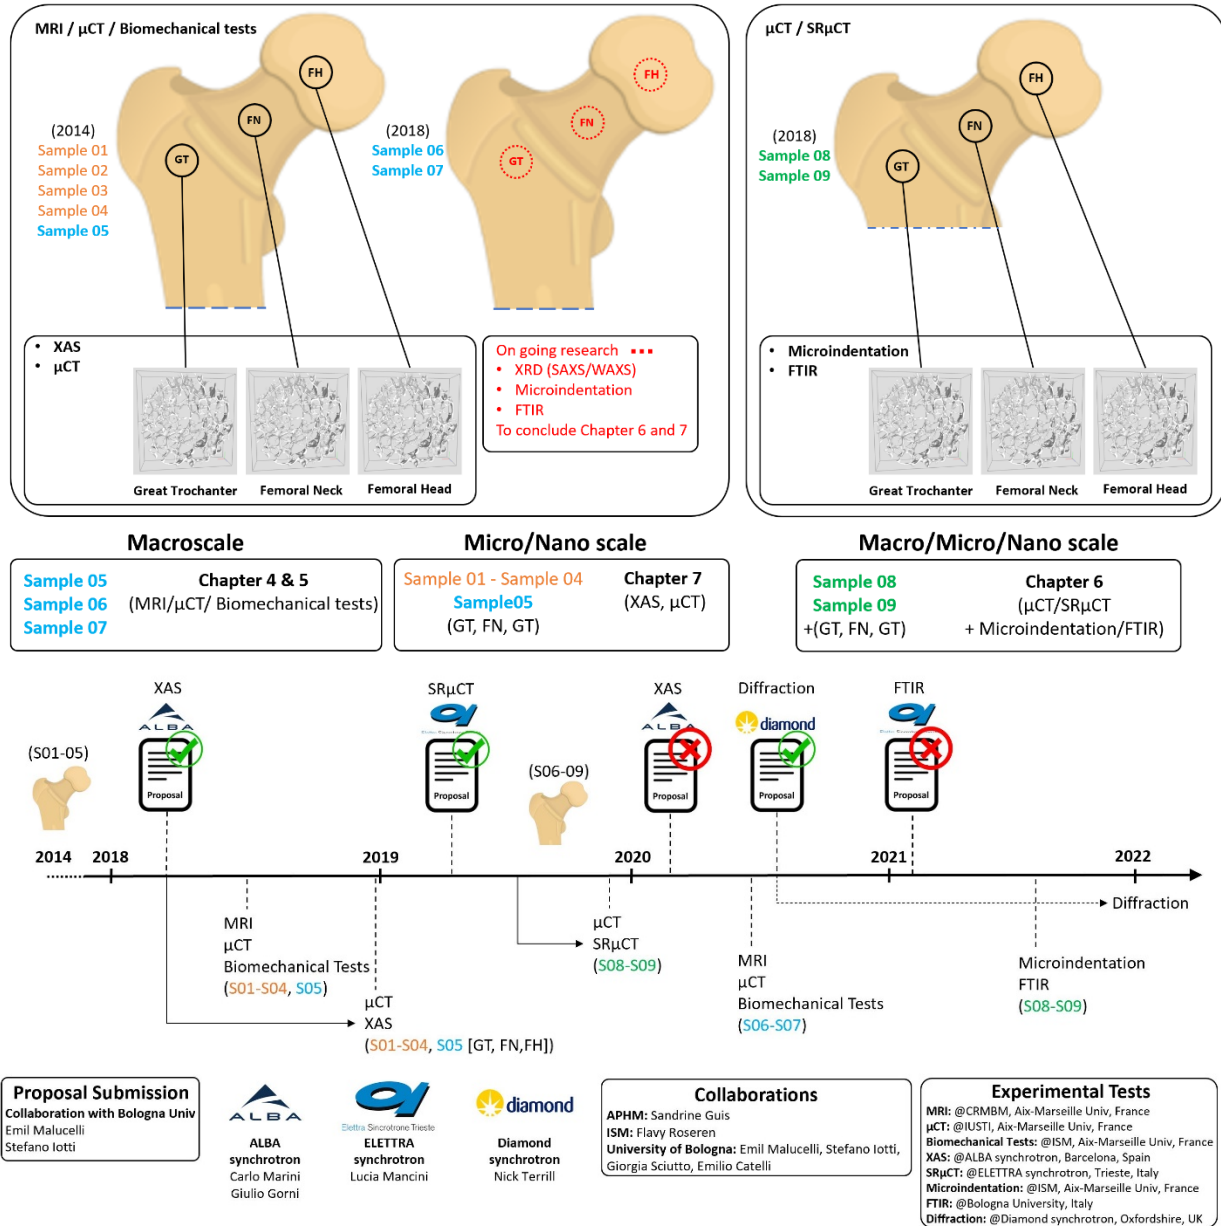 MRI / µCT / Biomechanical tests
FH
FN
GT
(2014)
Sample 01
Sample 02
Sample 03
Sample 04
Sample 05
(2018)
Sample 06
Sample 07
FH
FN
GT
• XAS
• µCT
Great Trochanter
Femoral Neck
Femoral Head
On going research
• XRD (SAXS/WAXS)
• Microindentation
• FTIR
To conclude Chapter 6 and 7
µCT / SRµCT
FH
FN
GT
(2018)
Sample 08
Sample 09
• Microindentation
• FTIR
Great Trochanter
Femoral Neck
Femoral Head
Macroscale
Sample 05
Sample 06
Sample 07
Chapter 4 & 5
(MRI/µCT/ Biomechanical tests)
Micro/Nano scale
Sample 01 - Sample 04
Sample05
(GT, FN, GT)
Chapter 7
(XAS, µCT)
Macro/Micro/Nano scale
Sample 08
Sample 09
+(GT, FN, GT)
Chapter 6
(µCT/SRµCT
+ Microindentation/FTIR)
XAS
ALBA
Proposal
SRµCT
Proposal
XAS
ALBA
Proposal
Diffraction
diamond
Proposal
FTIR
Proposal
(S01-05)
(S06-09)
2014
2018
2019
2020
2021
2022
MRI
µCT
Biomechanical Tests
(S01-S04, S05)
µCT
XAS
(S01-S04, S05 [GT, FN,FH])
µCT
SRµCT
(S08-S09)
MRI
µCT
Biomechanical Tests
(S06-S07)
Diffraction
Microindentation
FTIR
(S08-S09)
Proposal Submission
Collaboration with Bologna Univ
Emil Malucelli
Stefano Iotti
ALBA
ALBA
synchrotron
Carlo Marini
Giulio Gorni
Elettra Sincrotrone Trieste
ELETTRA
synchrotron
Lucia Mancini
diamond
Diamond
synchrotron
Nick Terrill
Collaborations
APHM: Sandrine Guis
ISM: Flavy Roseren
University of Bologna: Emil Malucelli, Stefano Iotti,
Giorgia Sciutto, Emilio Catelli
Experimental Tests
MRI: @CRMBM, Aix-Marseille Univ, France
µCT: @IUSTI, Aix-Marseille Univ, France
Biomechanical Tests: @ISM, Aix-Marseille Univ, France
XAS: @ALBA synchrotron, Barcelona, Spain
SRµCT: @ELETTRA synchrotron, Trieste, Italy
Microindentation: @ISM, Aix-Marseille Univ, France
FTIR: @Bologna University, Italy
Diffraction: @Diamond synchrotron, Oxfordshire, UK